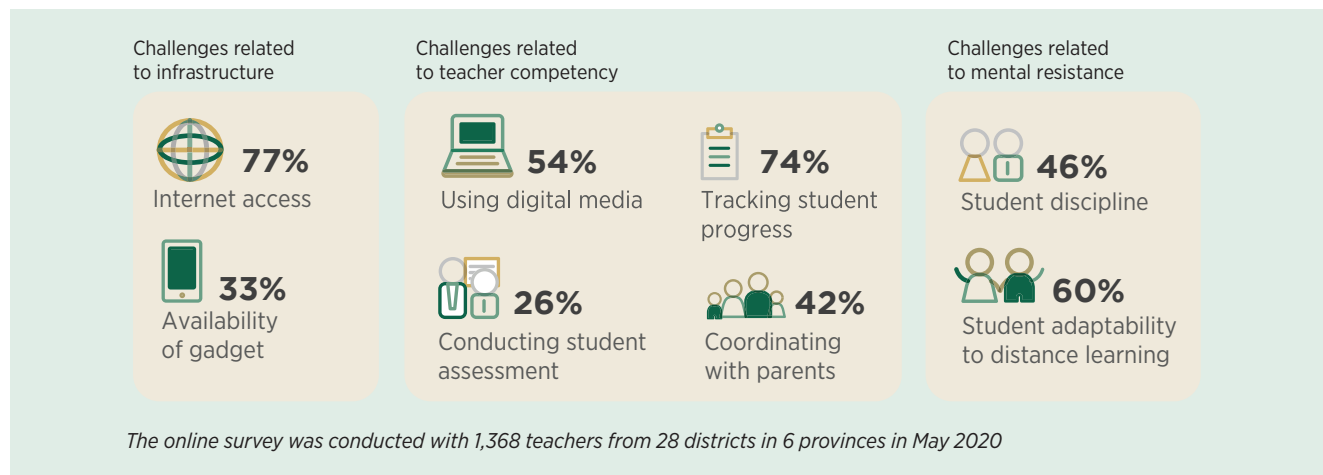 Challenges related
to infrastructure
77%
Internet access
33%
Availability
of gadget
Challenges related
to teacher competency
54%
Using digital media
74%
Tracking student
progress
26%
Conducting student
assessment
42%
Coordinating
with parents
Challenges related
to mental resistance
46%
Student discipline
60%
Student adaptability
to distance learning
The online survey was conducted with 1,368 teachers from 28 districts in 6 provinces in May 2020